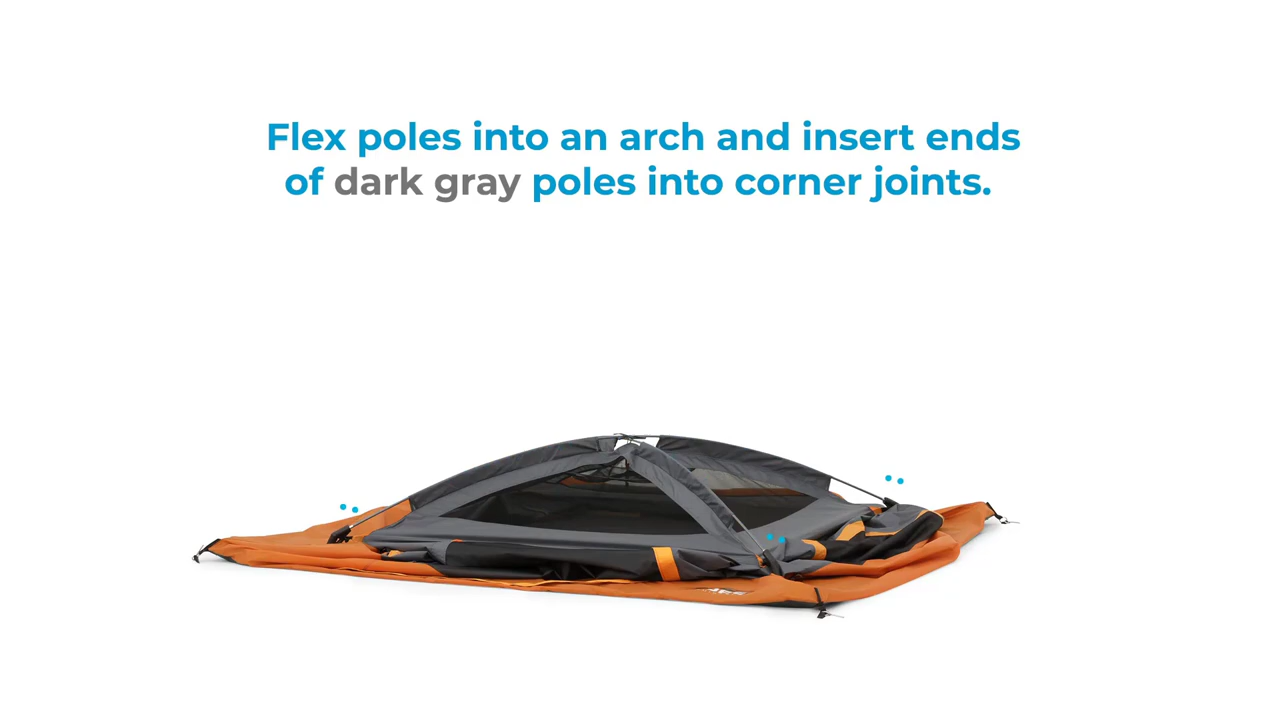 Flex poles into an arch and insert ends
of dark gray poles into corner joints.